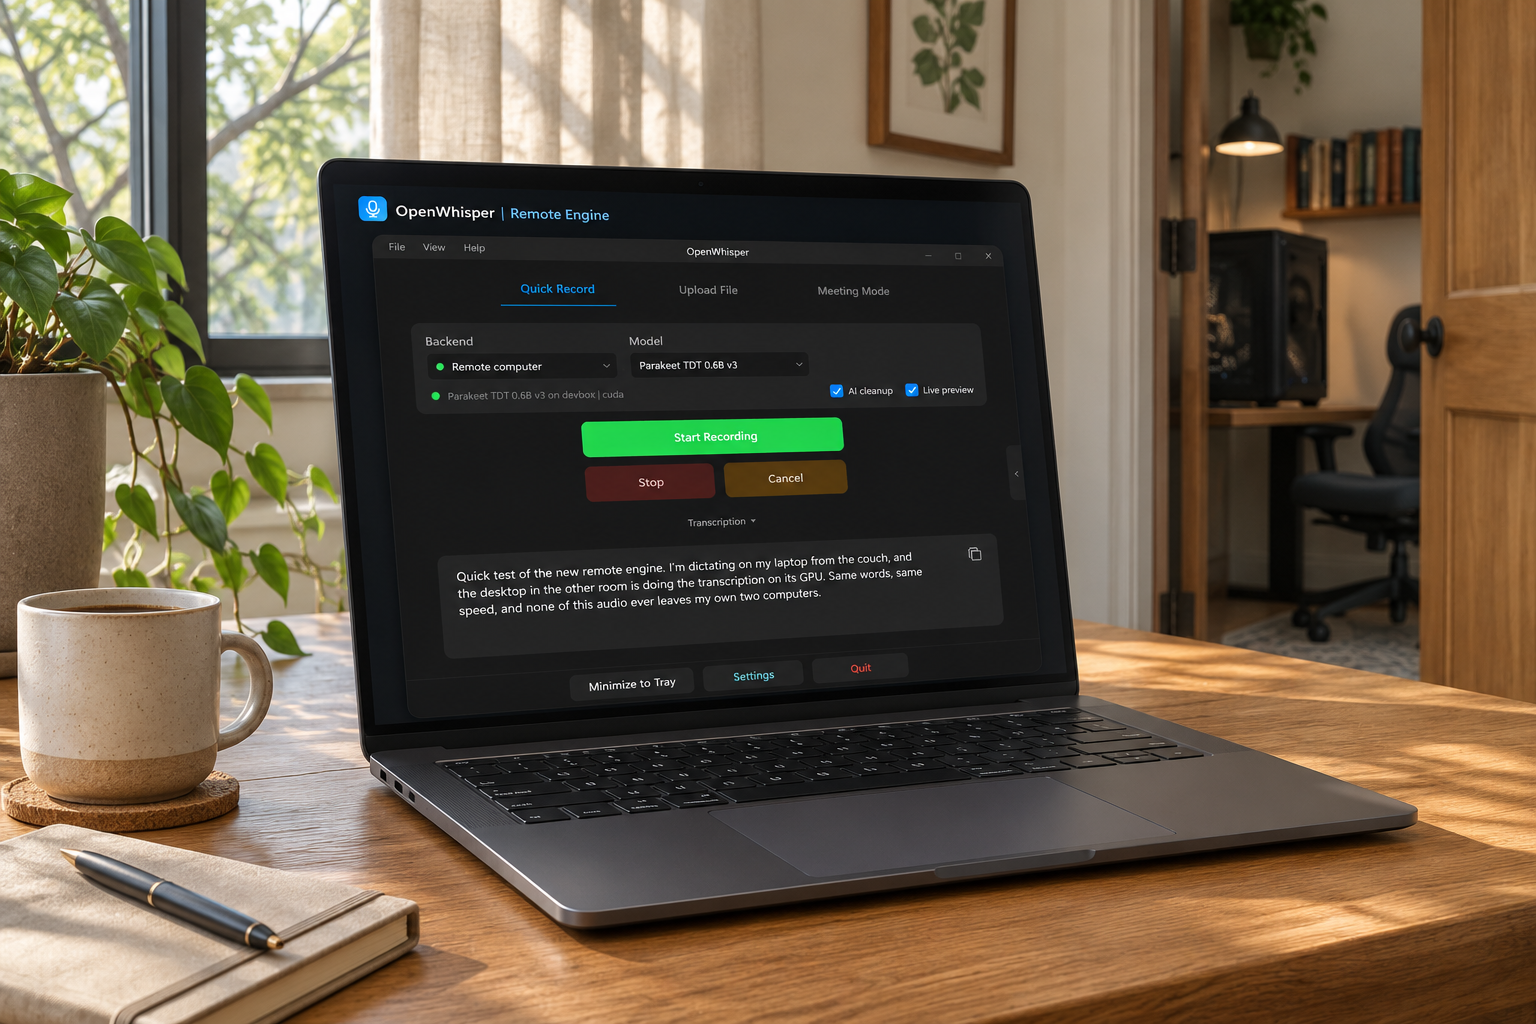 OpenWhisper | Remote Engine
File View Help OpenWhisper
Quick Record Upload File Meeting Mode
Backend Model
Remote computer Parakeet TDT 0.6B v3
Parakeet TDT 0.6B v3 on devbox | cuda AI cleanup Live preview
Start Recording
Stop Cancel
Transcription
Quick test of the new remote engine. I'm dictating on my laptop from the couch, and
the desktop in the other room is doing the transcription on its GPU. Same words, same
speed, and none of this audio ever leaves my own two computers.
Minimize to Tray Settings Quit